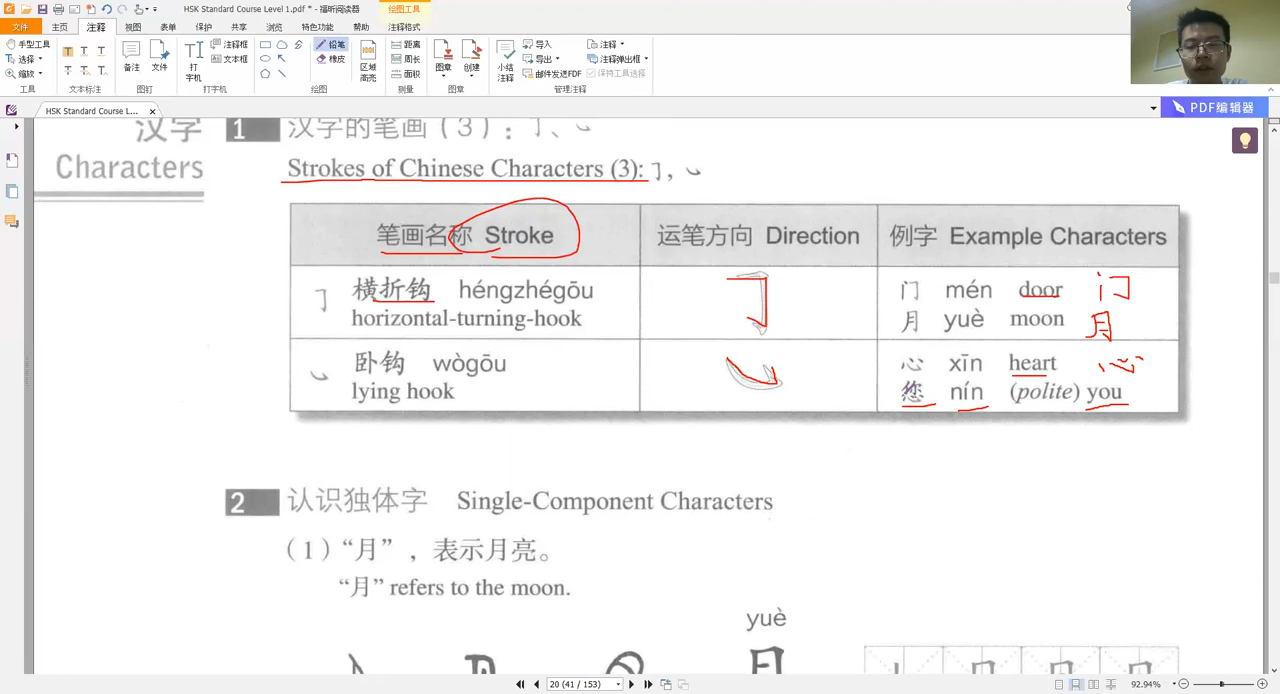 HSK Standard Course Level 1.pdf * - 福昕阅读器
绘图工具
文件 主页 注释 视图 表单 保护 共享 浏览 特色功能 帮助 注释格式
手型工具
选择
缩放
工具
T T T
T T T
文本标注
备注
文件
图钉
打字机
注释框
文本框
打字机
铅笔
橡皮
绘图
区域高亮
距离
周长
面积
测量
图章
创建
图章
小结注释
导入
导出
邮件发送FDF
注释
注释弹出框
保持工具选择
管理注释
HSK Standard Course L... ×
PDF编辑器
汉字
Characters
1 汉字的笔画（3）：㇆、㇃
Strokes of Chinese Characters (3): ㇆, ㇃
笔画名称 Stroke 运笔方向 Direction 例字 Example Characters
㇆ 横折钩 héngzhégōu
horizontal-turning-hook
门 mén door 门
月 yuè moon 月
㇃ 卧钩 wògōu
lying hook
心 xīn heart 心
您 nín (polite) you
2 认识独体字 Single-Component Characters
（1）“月”，表示月亮。
“月” refers to the moon.
yuè
20 (41 / 153)
92.94%